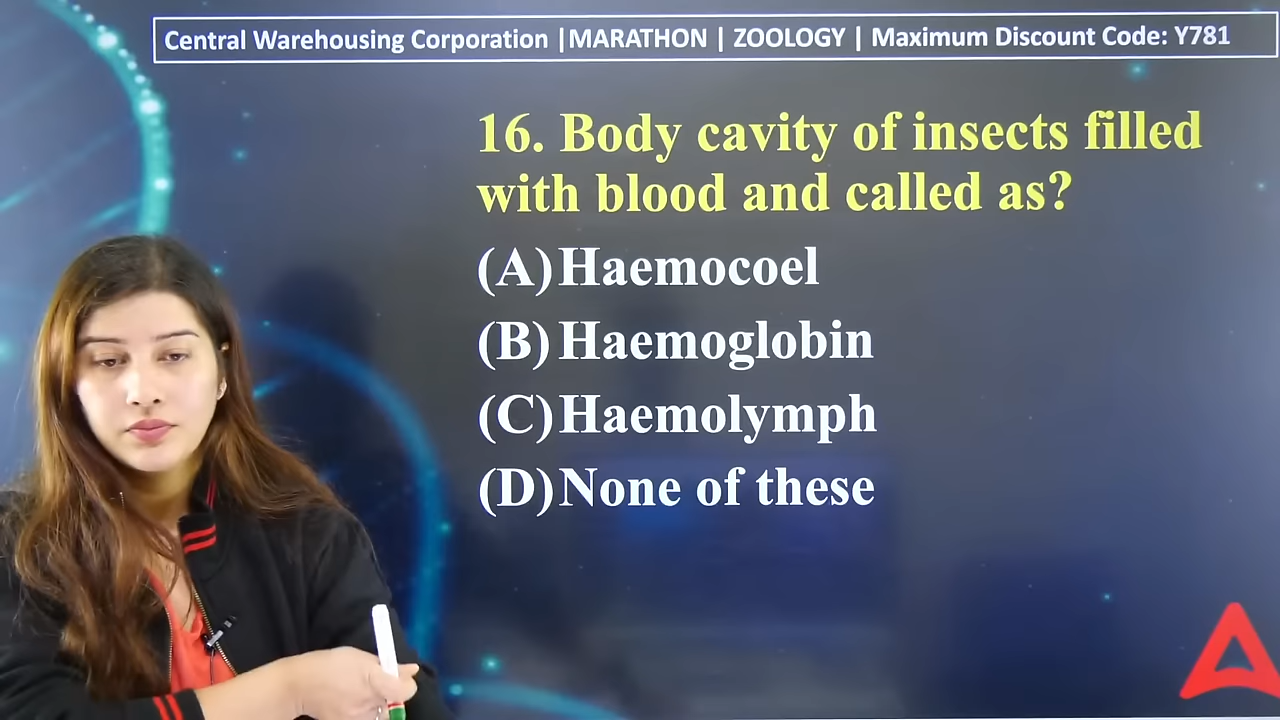 Central Warehousing Corporation |MARATHON | ZOOLOGY | Maximum Discount Code: Y781
16. Body cavity of insects filled
with blood and called as?
(A)Haemocoel
(B)Haemoglobin
(C)Haemolymph
(D)None of these